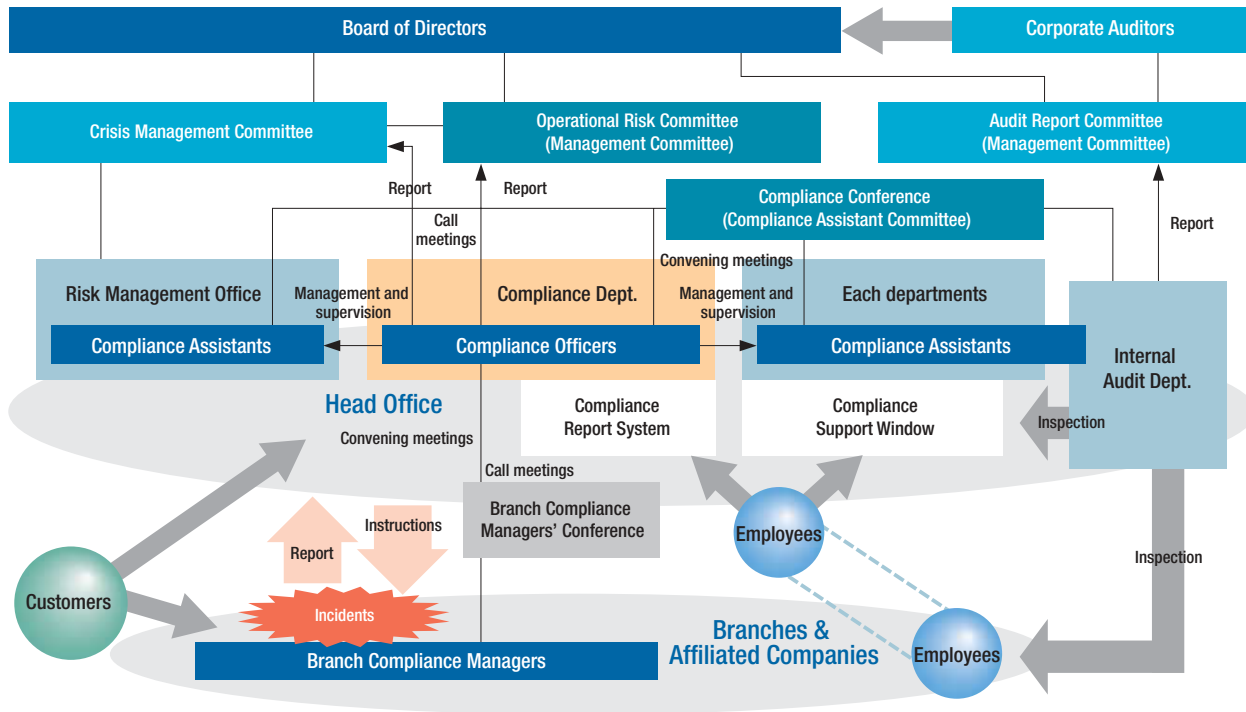 Board of Directors
Corporate Auditors
Crisis Management Committee
Operational Risk Committee
(Management Committee)
Audit Report Committee
(Management Committee)
Report
Report
Compliance Conference
(Compliance Assistant Committee)
Report
Call
meetings
Convening meetings
Risk Management Office
Management and
supervision
Compliance Dept.
Management and
supervision
Each departments
Compliance Assistants
Compliance Officers
Compliance Assistants
Internal
Audit Dept.
Head Office
Compliance
Report System
Compliance
Support Window
Inspection
Convening meetings
Call meetings
Branch Compliance
Managers' Conference
Instructions
Report
Employees
Inspection
Customers
Incidents
Branches &
Affiliated Companies
Employees
Branch Compliance Managers